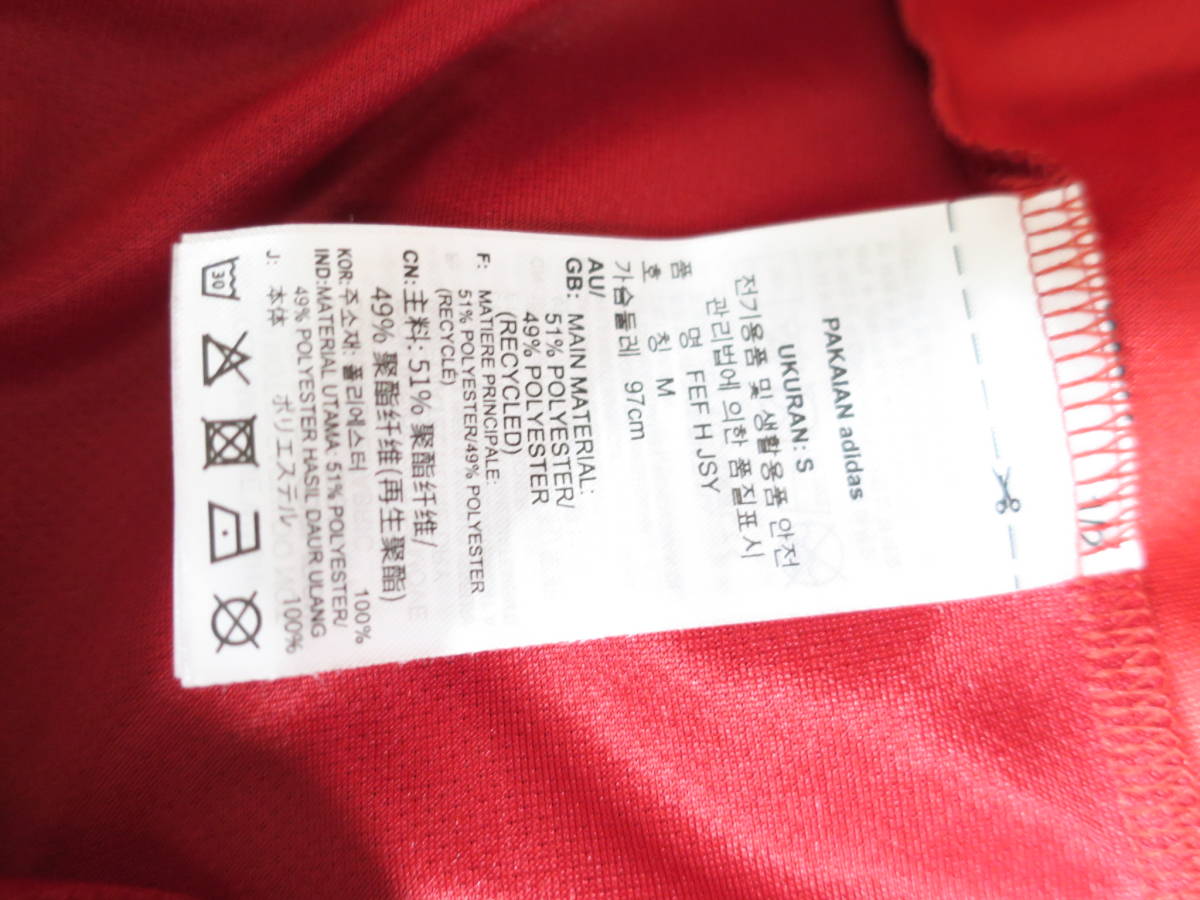 PAKAIAN adidas
UKURAN: S
전기용품 및 생활용품 안전
관리법에 의한 품질표시
품 명 FEF H JSY
호 칭 M
가슴둘레 97cm
AU/
GB: MAIN MATERIAL:
51% POLYESTER/
49% POLYESTER
(RECYCLED)
F: MATIERE PRINCIPALE:
51% POLYESTER/49% POLYESTER
(RECYCLÉ)
CN: 主料: 51% 聚酯纤维/
49% 聚酯纤维(再生聚酯)
KOR: 주소재: 폴리에스터 100%
IND:MATERIAL UTAMA: 51% POLYESTER/
49% POLYESTER HASIL DAUR ULANG
J: 本体 ポリエステル 100%
30